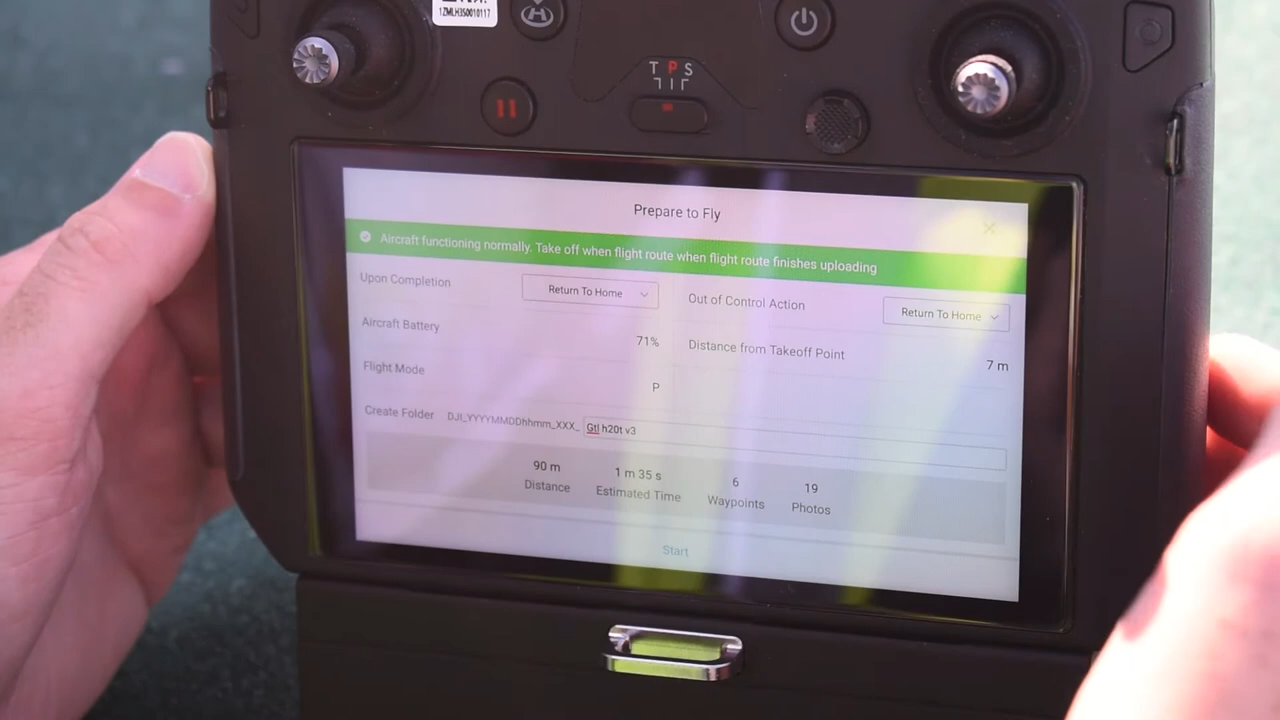 1ZMLH3S0010117
T P S
Prepare to Fly
Aircraft functioning normally. Take off when flight route when flight route finishes uploading
Upon Completion Return To Home Out of Control Action Return To Home
Aircraft Battery 71% Distance from Takeoff Point 7 m
Flight Mode P
Create Folder DJI_YYYYMMDDhhmm_XXX_ Gtl h20t v3
90 m 1 m 35 s 6 19
Distance Estimated Time Waypoints Photos
Start